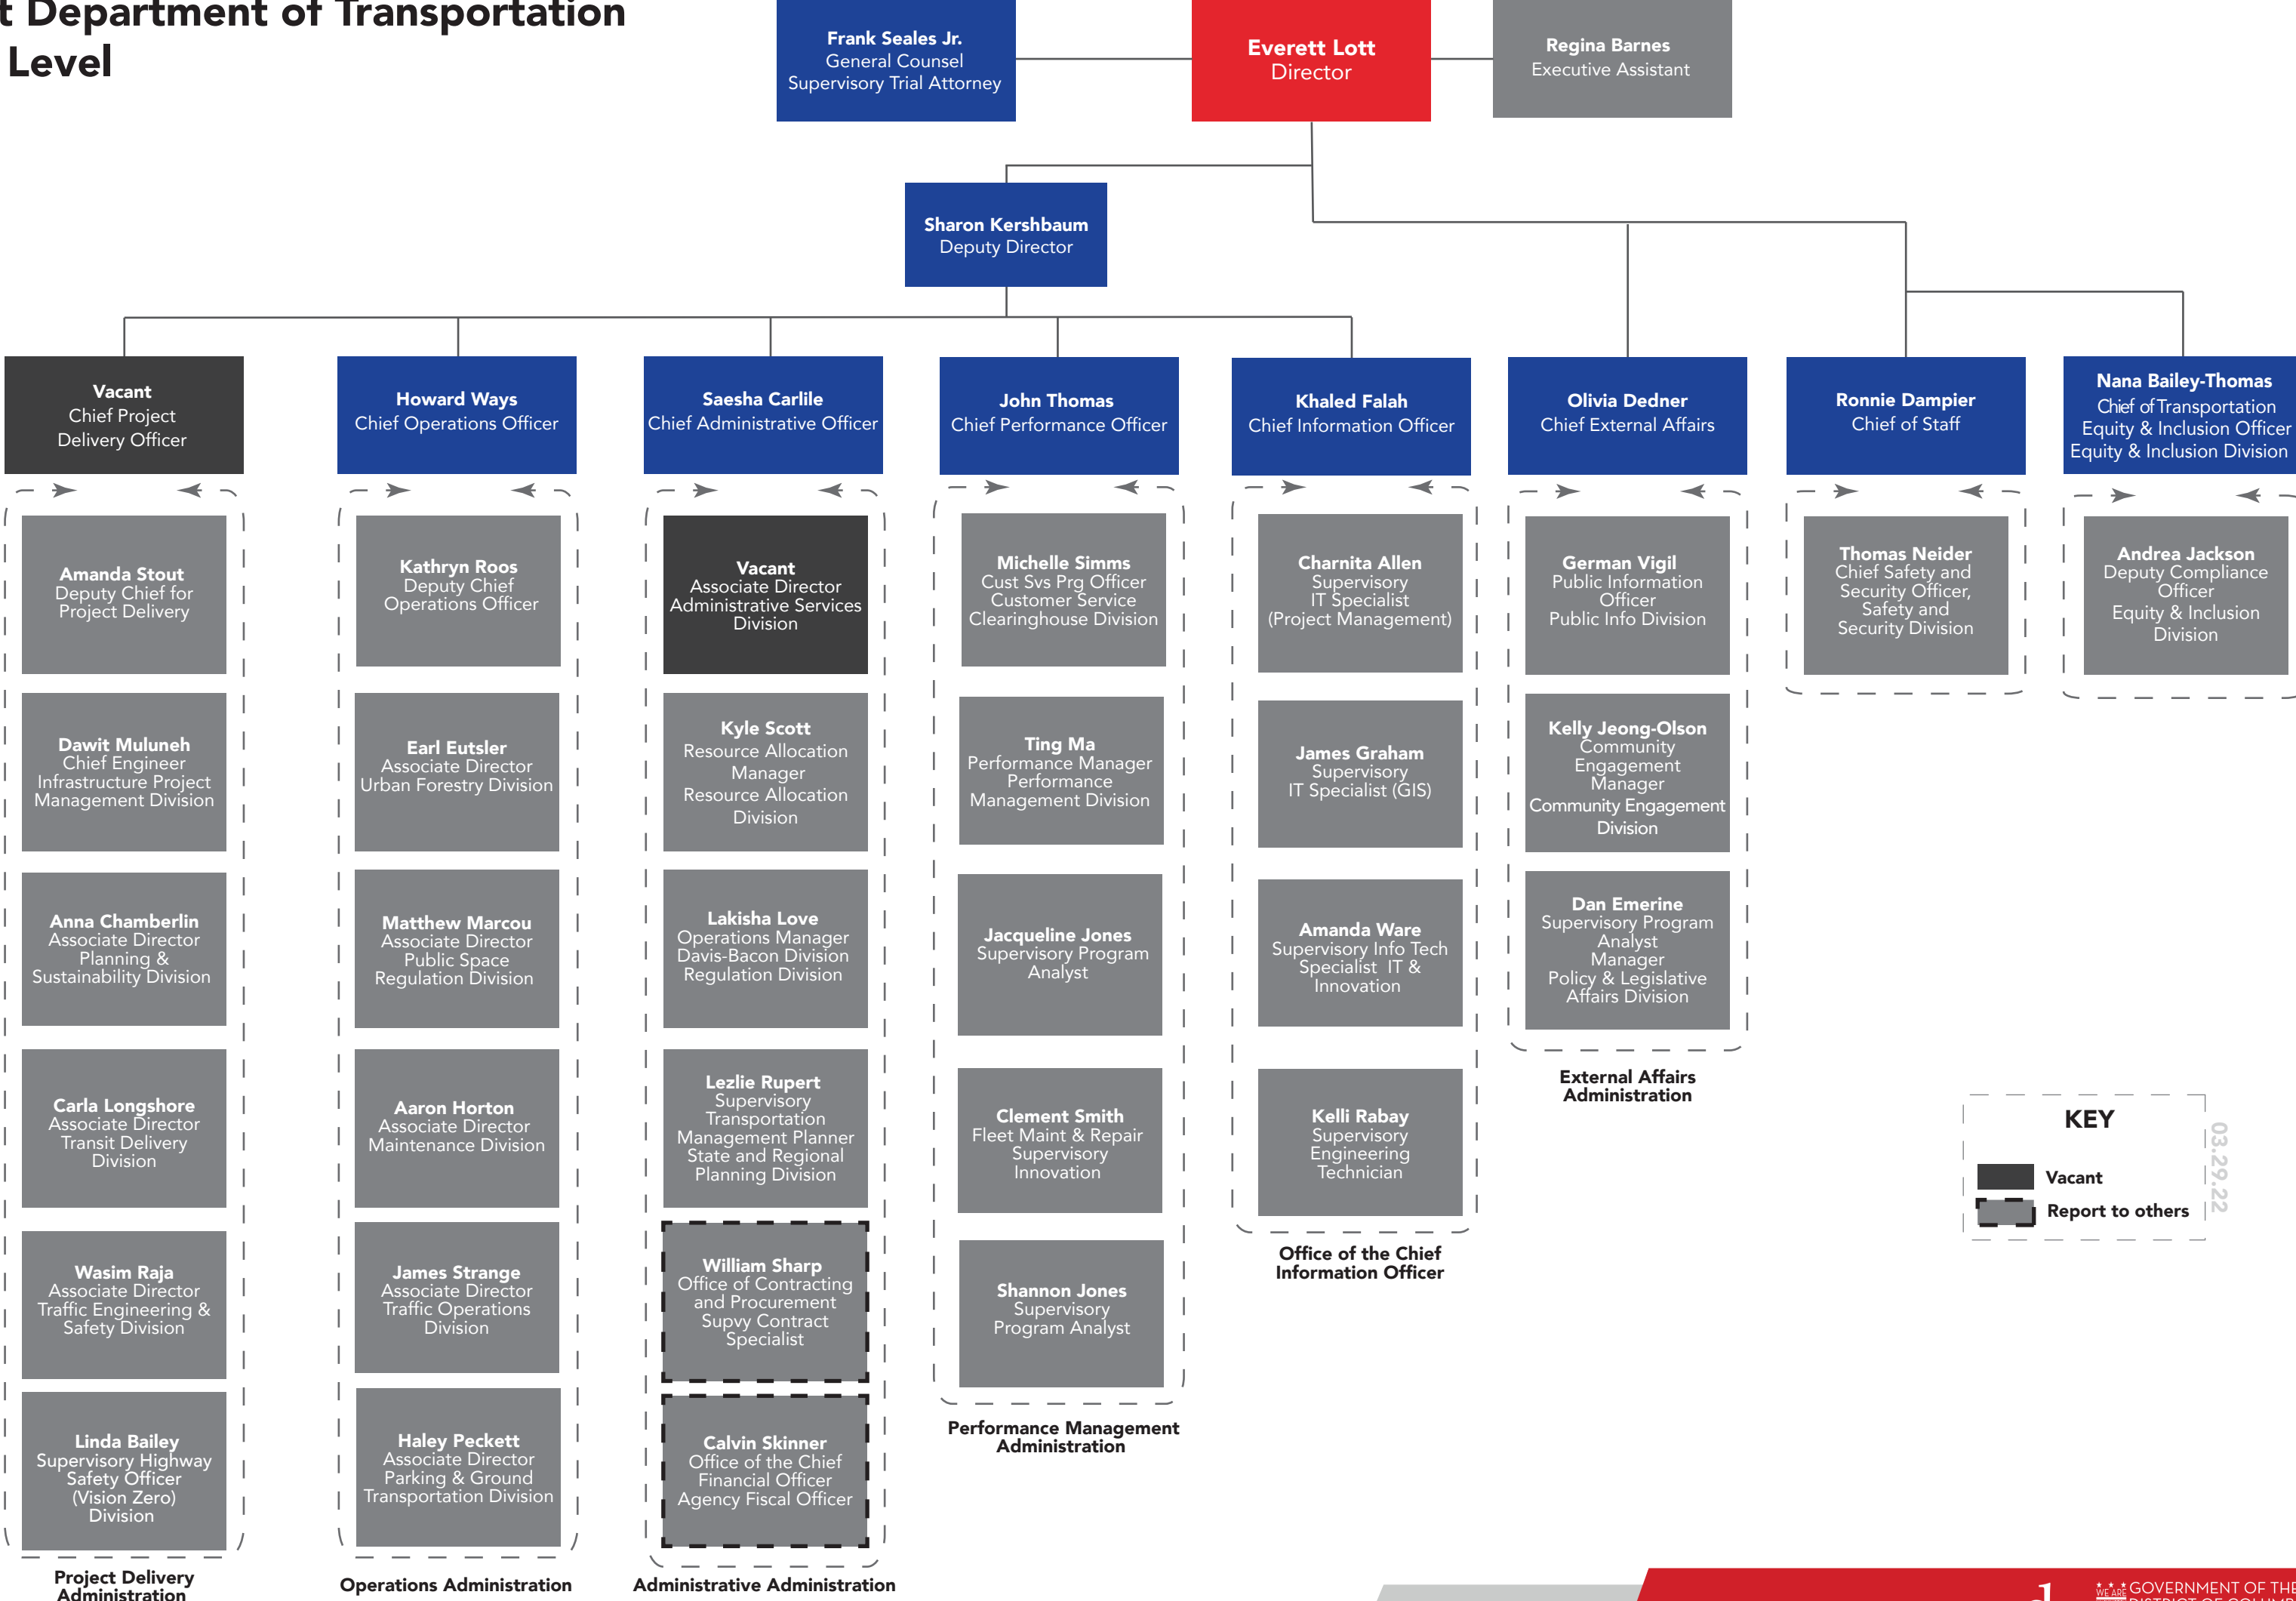 t Department of Transportation
Level
Frank Seales Jr.
General Counsel
Supervisory Trial Attorney
Everett Lott
Director
Regina Barnes
Executive Assistant
Sharon Kershbaum
Deputy Director
Vacant
Chief Project
Delivery Officer
Howard Ways
Chief Operations Officer
Saesha Carlile
Chief Administrative Officer
John Thomas
Chief Performance Officer
Khaled Falah
Chief Information Officer
Olivia Dedner
Chief External Affairs
Ronnie Dampier
Chief of Staff
Nana Bailey-Thomas
Chief of Transportation
Equity & Inclusion Officer
Equity & Inclusion Division
Amanda Stout
Deputy Chief for
Project Delivery
Dawit Muluneh
Chief Engineer
Infrastructure Project
Management Division
Anna Chamberlin
Associate Director
Planning &
Sustainability Division
Carla Longshore
Associate Director
Transit Delivery
Division
Wasim Raja
Associate Director
Traffic Engineering &
Safety Division
Linda Bailey
Supervisory Highway
Safety Officer
(Vision Zero)
Division
Project Delivery
Administration
Kathryn Roos
Deputy Chief
Operations Officer
Earl Eutsler
Associate Director
Urban Forestry Division
Matthew Marcou
Associate Director
Public Space
Regulation Division
Aaron Horton
Associate Director
Maintenance Division
James Strange
Associate Director
Traffic Operations
Division
Haley Peckett
Associate Director
Parking & Ground
Transportation Division
Operations Administration
Vacant
Associate Director
Administrative Services
Division
Kyle Scott
Resource Allocation
Manager
Resource Allocation
Division
Lakisha Love
Operations Manager
Davis-Bacon Division
Regulation Division
Lezlie Rupert
Supervisory
Transportation
Management Planner
State and Regional
Planning Division
William Sharp
Office of Contracting
and Procurement
Supvy Contract
Specialist
Calvin Skinner
Office of the Chief
Financial Officer
Agency Fiscal Officer
Administrative Administration
Michelle Simms
Cust Svs Prg Officer
Customer Service
Clearinghouse Division
Ting Ma
Performance Manager
Performance
Management Division
Jacqueline Jones
Supervisory Program
Analyst
Clement Smith
Fleet Maint & Repair
Supervisory
Innovation
Shannon Jones
Supervisory
Program Analyst
Performance Management
Administration
Charnita Allen
Supervisory
IT Specialist
(Project Management)
James Graham
Supervisory
IT Specialist (GIS)
Amanda Ware
Supervisory Info Tech
Specialist IT &
Innovation
Kelli Rabay
Supervisory
Engineering
Technician
Office of the Chief
Information Officer
German Vigil
Public Information
Officer
Public Info Division
Kelly Jeong-Olson
Community
Engagement
Manager
Community Engagement
Division
Dan Emerine
Supervisory Program
Analyst
Manager
Policy & Legislative
Affairs Division
External Affairs
Administration
Thomas Neider
Chief Safety and
Security Officer,
Safety and
Security Division
Andrea Jackson
Deputy Compliance
Officer
Equity & Inclusion
Division
KEY
Vacant
Report to others
03.29.22
d
WE ARE
GOVERNMENT OF THE